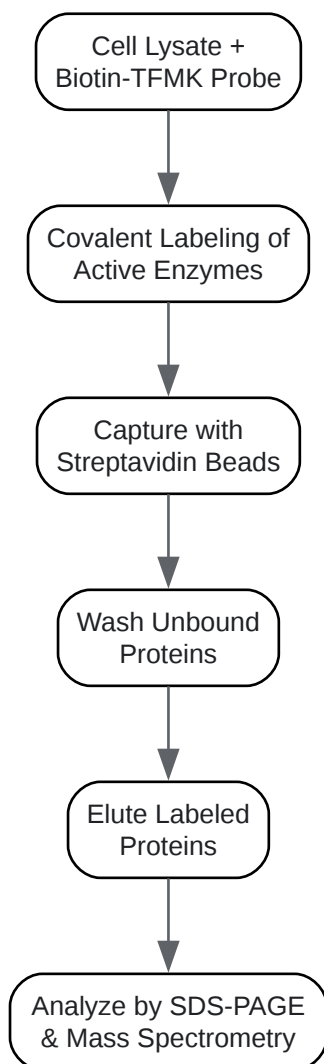 Cell Lysate +
Biotin-TFMK Probe
Covalent Labeling of
Active Enzymes
Capture with
Streptavidin Beads
Wash Unbound
Proteins
Elute Labeled
Proteins
Analyze by SDS-PAGE
& Mass Spectrometry